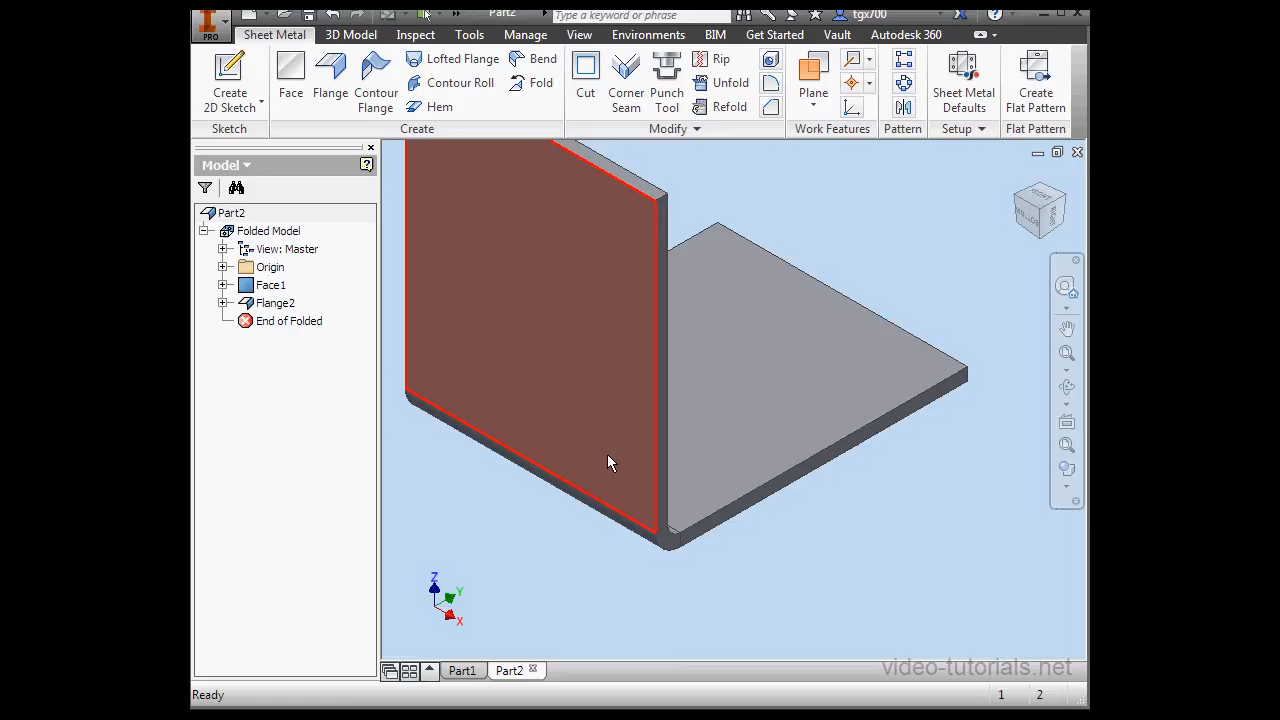 Part2
Type a keyword or phrase
tgx700
PRO
Sheet Metal
3D Model
Inspect
Tools
Manage
View
Environments
BIM
Get Started
Vault
Autodesk 360
Create
2D Sketch
Face
Flange
Contour
Flange
Lofted Flange
Contour Roll
Hem
Bend
Fold
Cut
Corner
Seam
Punch
Tool
Rip
Unfold
Refold
Plane
Sheet Metal
Defaults
Create
Flat Pattern
Sketch
Create
Modify
Work Features
Pattern
Setup
Flat Pattern
Model
Part2
Folded Model
View: Master
Origin
Face1
Flange2
End of Folded
FRONT
BOTTOM
Z
Y
X
Part1
Part2
video-tutorials.net
Ready
1
2